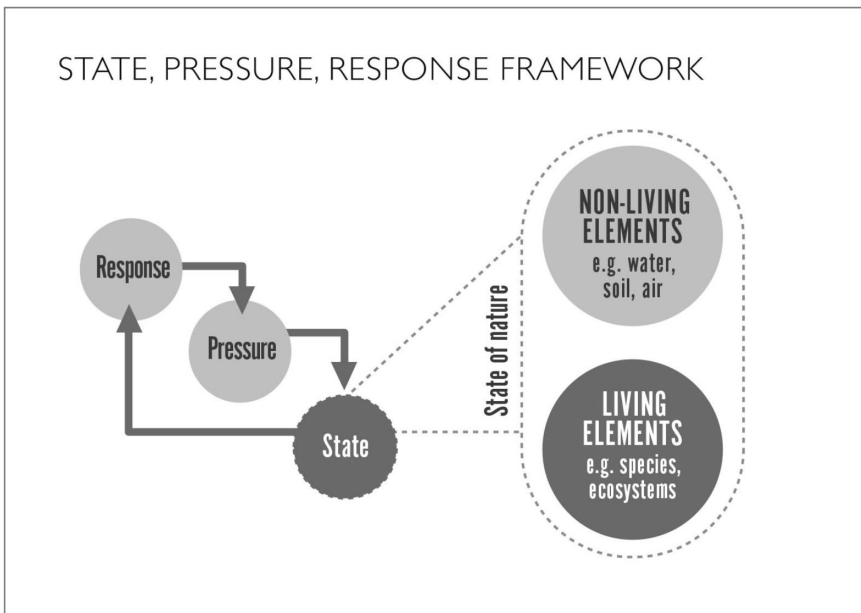 STATE, PRESSURE, RESPONSE FRAMEWORK
Response
Pressure
State
State of nature
NON-LIVING
ELEMENTS
e.g. water,
soil, air
LIVING
ELEMENTS
e.g. species,
ecosystems